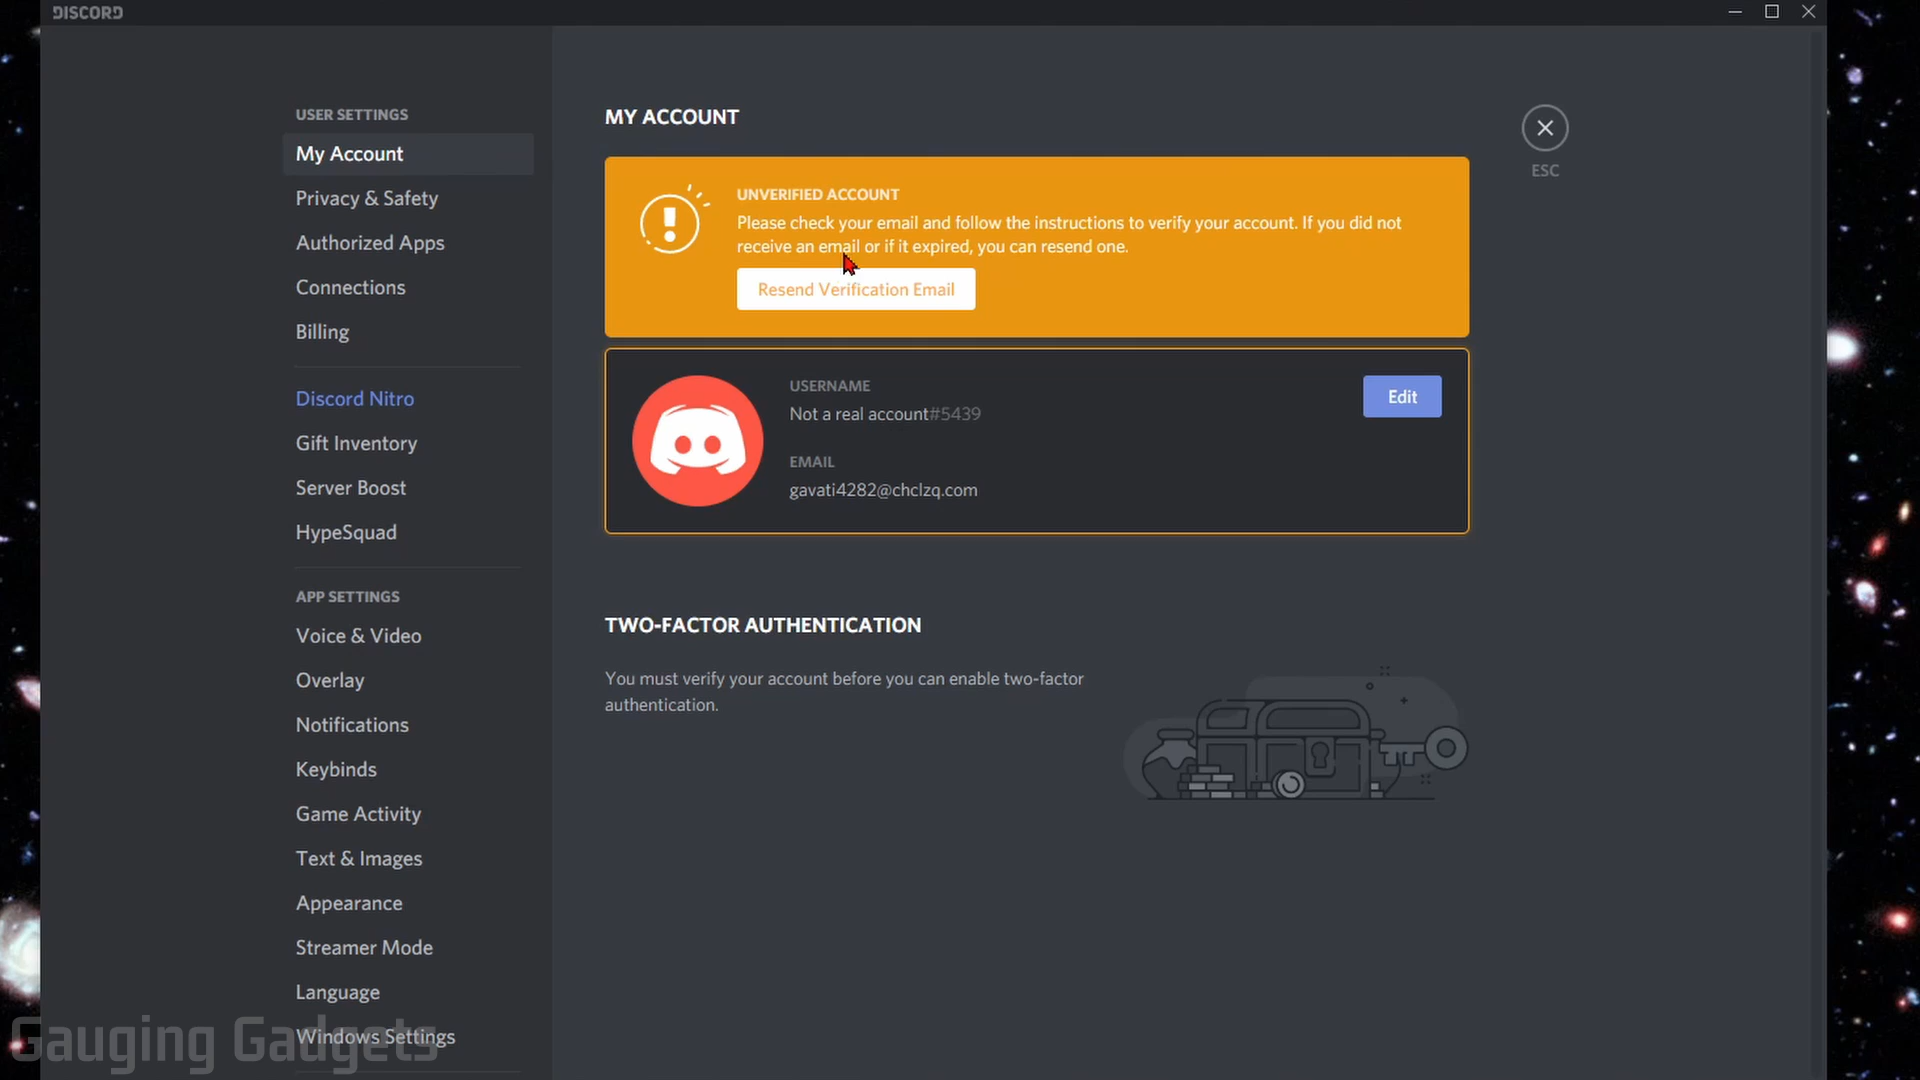 DISCORD
USER SETTINGS
My Account
Privacy & Safety
Authorized Apps
Connections
Billing
Discord Nitro
Gift Inventory
Server Boost
HypeSquad
APP SETTINGS
Voice & Video
Overlay
Notifications
Keybinds
Game Activity
Text & Images
Appearance
Streamer Mode
Language
Windows Settings
MY ACCOUNT
ESC
UNVERIFIED ACCOUNT
Please check your email and follow the instructions to verify your account. If you did not
receive an email or if it expired, you can resend one.
Resend Verification Email
USERNAME
Not a real account#5439
Edit
EMAIL
gavati4282@chclzq.com
TWO-FACTOR AUTHENTICATION
You must verify your account before you can enable two-factor
authentication.
Gauging Gadgets